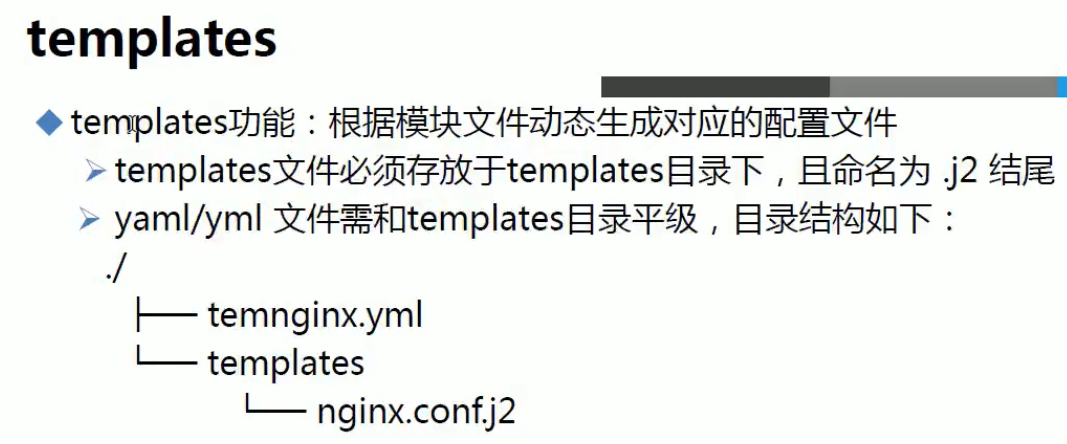 templates
templates功能：根据模块文件动态生成对应的配置文件
templates文件必须存放于templates目录下，且命名为 .j2 结尾
yaml/yml 文件需和templates目录平级，目录结构如下：
./
├── temnginx.yml
└── templates
└── nginx.conf.j2